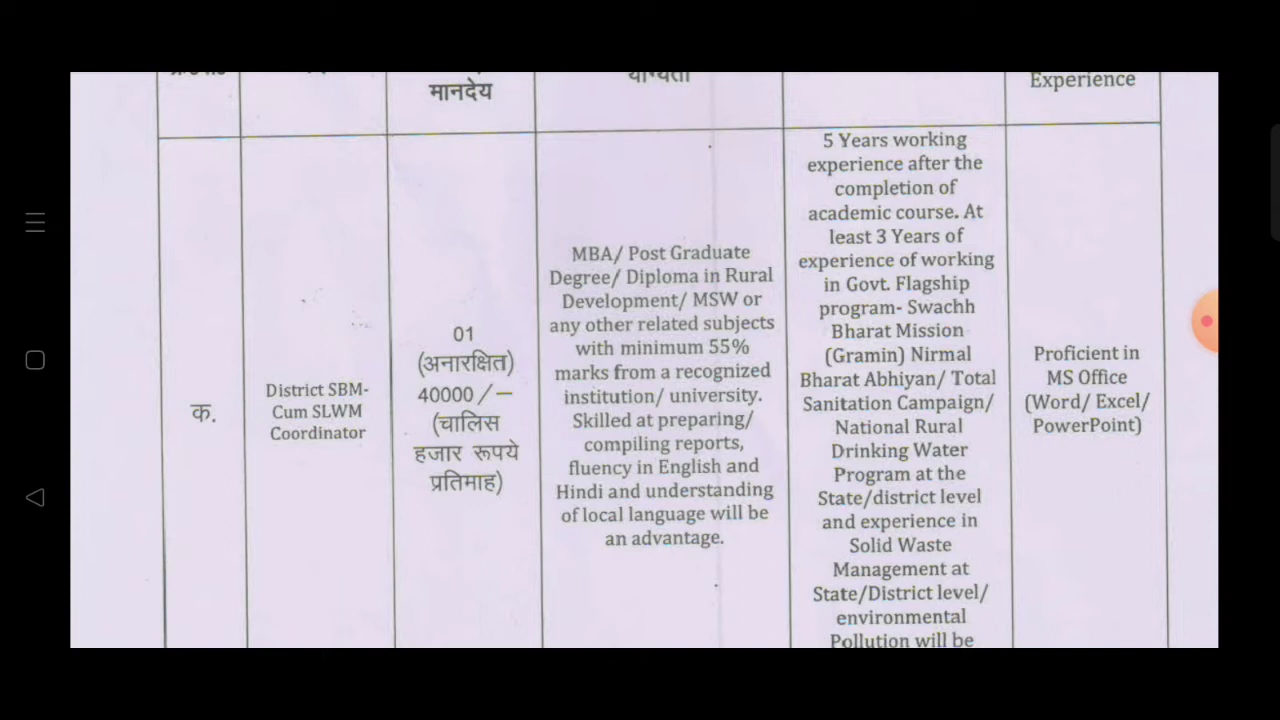 मानदेय
योग्यता
Experience
क.
District SBM-
Cum SLWM
Coordinator
01
(अनारक्षित)
40000/–
(चालिस
हजार रूपये
प्रतिमाह)
MBA/ Post Graduate
Degree/ Diploma in Rural
Development/ MSW or
any other related subjects
with minimum 55%
marks from a recognized
institution/ university.
Skilled at preparing/
compiling reports,
fluency in English and
Hindi and understanding
of local language will be
an advantage.
5 Years working
experience after the
completion of
academic course. At
least 3 Years of
experience of working
in Govt. Flagship
program- Swachh
Bharat Mission
(Gramin) Nirmal
Bharat Abhiyan/ Total
Sanitation Campaign/
National Rural
Drinking Water
Program at the
State/district level
and experience in
Solid Waste
Management at
State/District level/
environmental
Pollution will be
Proficient in
MS Office
(Word/ Excel/
PowerPoint)